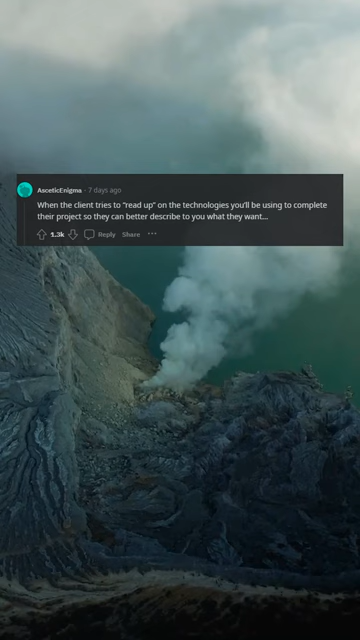 AsceticEnigma · 7 days ago
When the client tries to "read up" on the technologies you'll be using to complete
their project so they can better describe to you what they want...
1.3k Reply Share ...